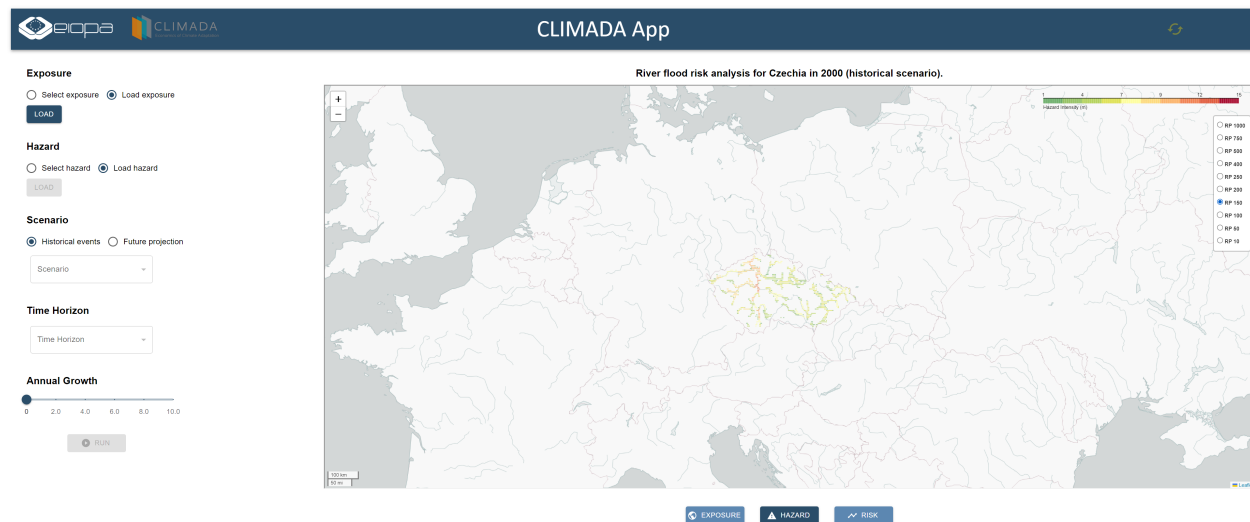 eiopa
CLIMADA
CLIMADA App
Exposure
Select exposure
Load exposure
LOAD
Hazard
Select hazard
Load hazard
LOAD
Scenario
Historical events
Future projection
Scenario
Time Horizon
Time Horizon
Annual Growth
0 2.0 4.0 6.0 8.0 10.0
RUN
River flood risk analysis for Czechia in 2000 (historical scenario).
+
−
1 4 7 9 12 15
Hazard Intensity (m)
RP 1000
RP 750
RP 500
RP 400
RP 250
RP 200
RP 150
RP 100
RP 50
RP 10
100 km
50 mi
EXPOSURE
HAZARD
RISK